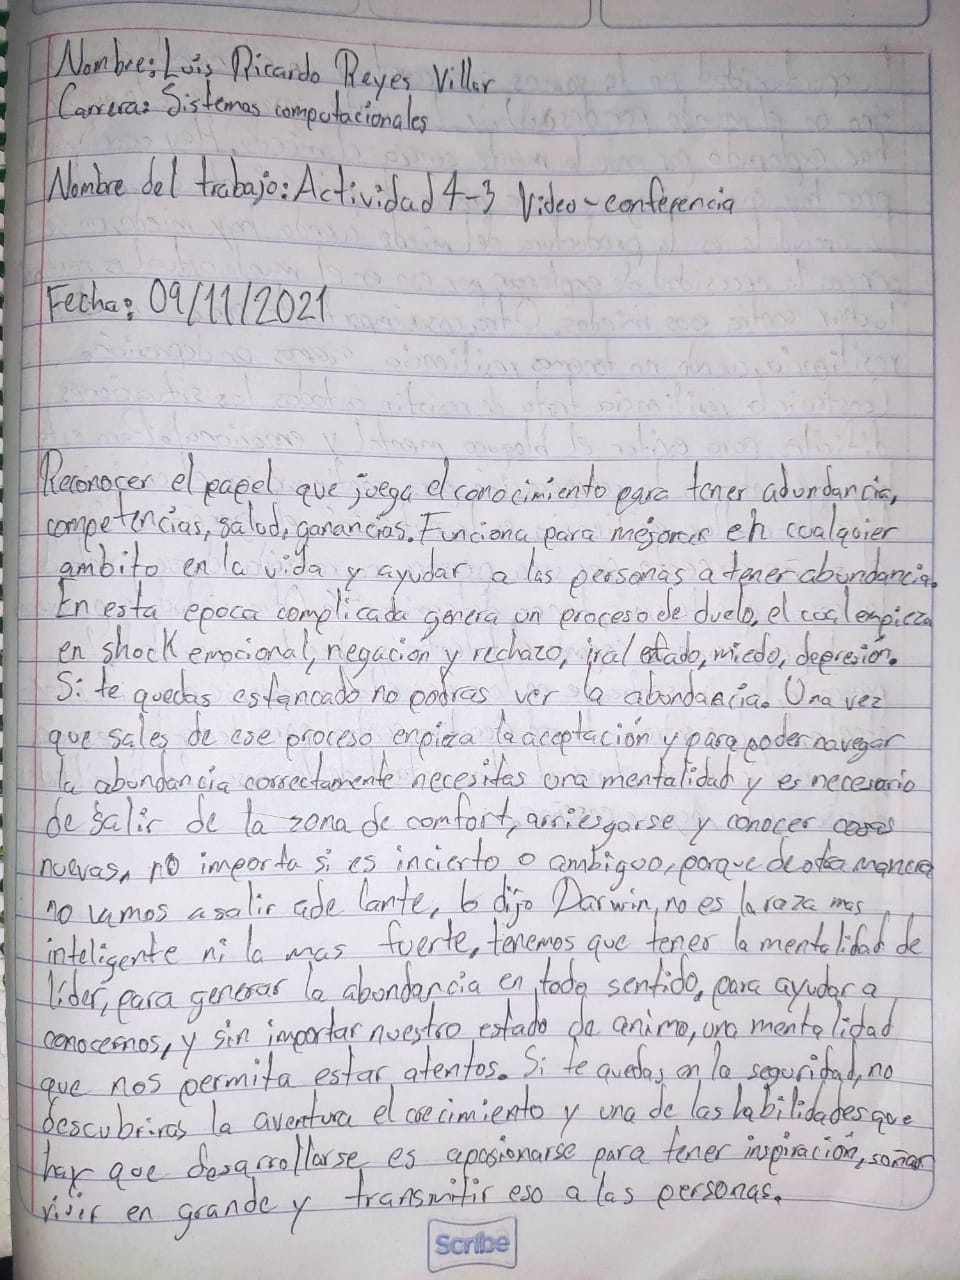 Nombre: Luis Ricardo Reyes Villar
Carrera: Sistemas computacionales
Nombre del trabajo: Actividad 4-3 Video-conferencia
Fecha: 09/11/2021
Reconocer el papel que juega el conocimiento para tener abundancia,
competencias, salud, ganancias. Funciona para mejorar en cualquier
ambito en la vida y ayudar a las personas a tener abundancia.
En esta epoca complicada genera un proceso de duelo, el cual empieza
en shock emocional, negación y rechazo, ira, miedo, depresión.
Si te quedas estancado no podras ver la abundancia. Una vez
que sales de ese proceso empieza la aceptación y para poder navegar
la abundancia correctamente necesitas una mentalidad y es necesario
de salir de la zona de comfort, arriesgarse y conocer cosas
nuevas, no importa si es incierto o ambiguo, porque de otra manera
no vamos a salir adelante, lo dijo Darwin, no es la raza mas
inteligente ni la mas fuerte, tenemos que tener la mentalidad de
líder, para generar la abundancia en todo sentido, para ayudar a
conocernos, y sin importar nuestro estado de animo, una mentalidad
que nos permita estar atentos. Si te quedas en la seguridad, no
descubriras la aventura el crecimiento y una de las habilidades que
hay que desarrollarse es apasionarse para tener inspiración, soñar
vivir en grande y transmitir eso a las personas.
Scribe